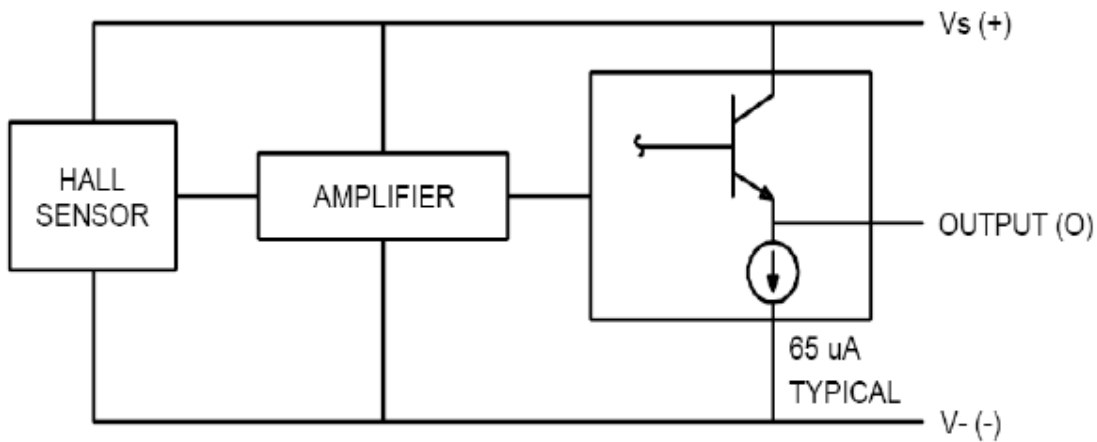 Vs (+)
HALL
SENSOR
AMPLIFIER
OUTPUT (O)
65 uA
TYPICAL
V- (-)